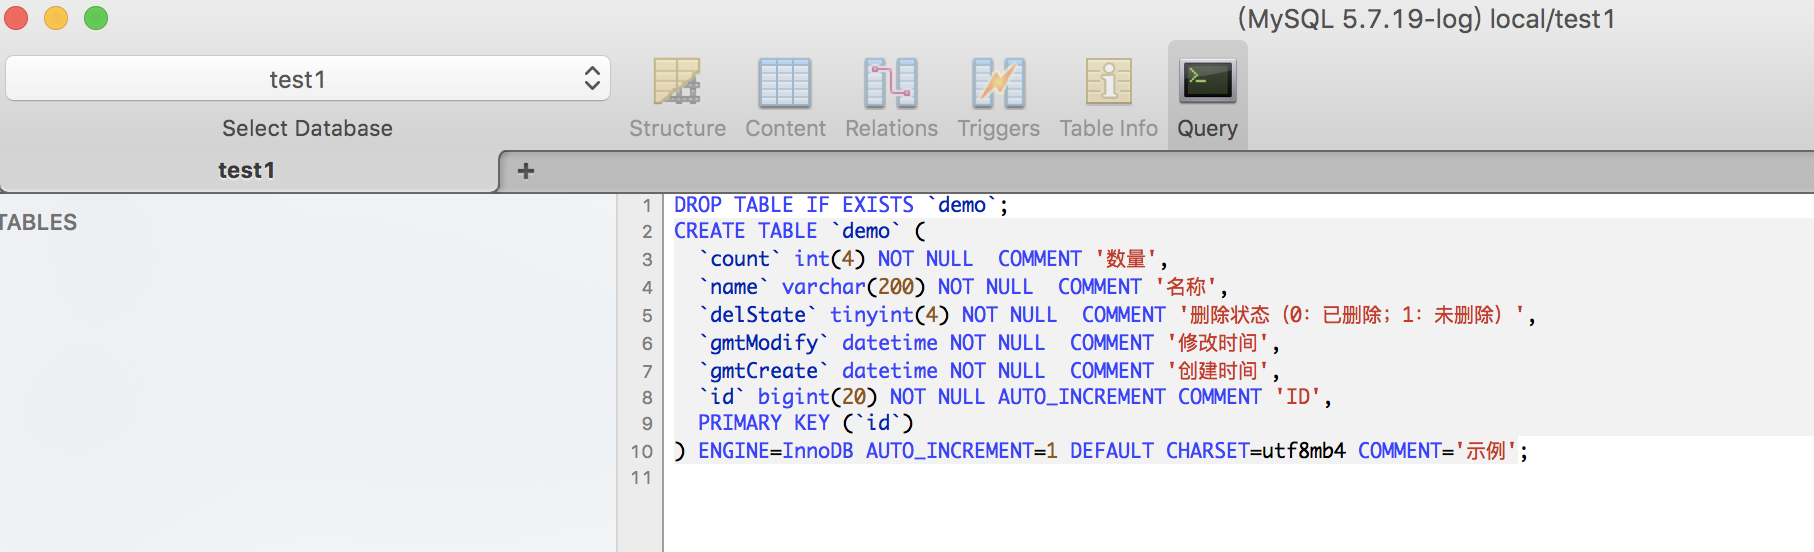 (MySQL 5.7.19-log) local/test1
test1
Select Database
Structure Content Relations Triggers Table Info Query
test1 +
TABLES
1 DROP TABLE IF EXISTS `demo`;
2 CREATE TABLE `demo` (
3 `count` int(4) NOT NULL  COMMENT '数量',
4 `name` varchar(200) NOT NULL  COMMENT '名称',
5 `delState` tinyint(4) NOT NULL  COMMENT '删除状态（0：已删除；1：未删除）',
6 `gmtModify` datetime NOT NULL  COMMENT '修改时间',
7 `gmtCreate` datetime NOT NULL  COMMENT '创建时间',
8 `id` bigint(20) NOT NULL AUTO_INCREMENT COMMENT 'ID',
9 PRIMARY KEY (`id`)
10 ) ENGINE=InnoDB AUTO_INCREMENT=1 DEFAULT CHARSET=utf8mb4 COMMENT='示例';
11